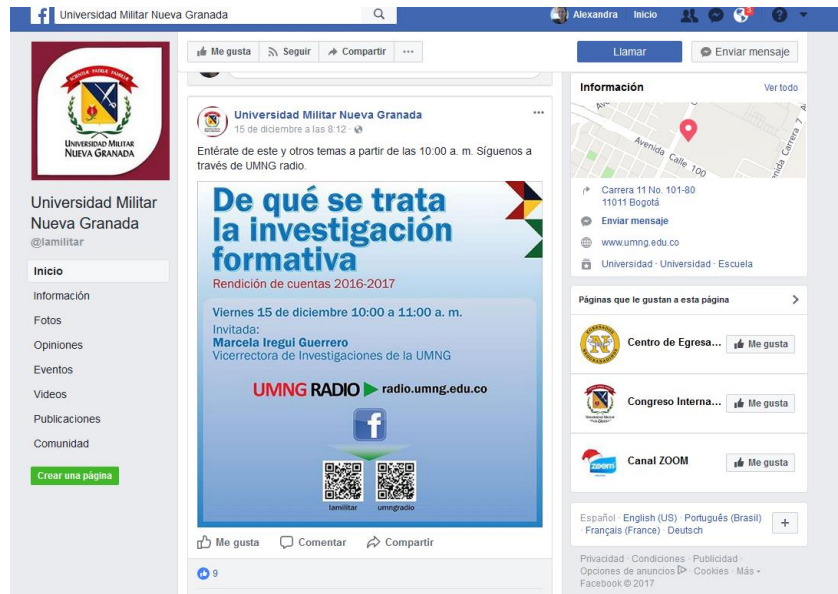 Universidad Militar Nueva Granada
Alexandra Inicio
3
UNIVERSIDAD MILITAR
NUEVA GRANADA
Universidad Militar
Nueva Granada
@lamilitar
Inicio
Información
Fotos
Opiniones
Eventos
Videos
Publicaciones
Comunidad
Crear una página
Me gusta Seguir Compartir ...
Universidad Militar Nueva Granada
15 de diciembre a las 8:12 ·
Entérate de este y otros temas a partir de las 10:00 a. m. Síguenos a
través de UMNG radio.
De qué se trata
la investigación
formativa
Rendición de cuentas 2016-2017
Viernes 15 de diciembre 10:00 a 11:00 a. m.
Invitada:
Marcela Iregui Guerrero
Vicerrectora de Investigaciones de la UMNG
UMNG RADIO radio.umng.edu.co
lamilitar umngradio
Me gusta Comentar Compartir
9
Llamar Enviar mensaje
Información Ver todo
Avenida Calle 100
Avenida Carrera 7
Carrera 11 No. 101-80
11011 Bogotá
Enviar mensaje
www.umng.edu.co
Universidad · Universidad · Escuela
Páginas que le gustan a esta página
Centro de Egresa... Me gusta
Congreso Interna... Me gusta
zoom Canal ZOOM Me gusta
Español · English (US) · Português (Brasil)
· Français (France) · Deutsch
Privacidad · Condiciones · Publicidad ·
Opciones de anuncios · Cookies · Más
Facebook © 2017